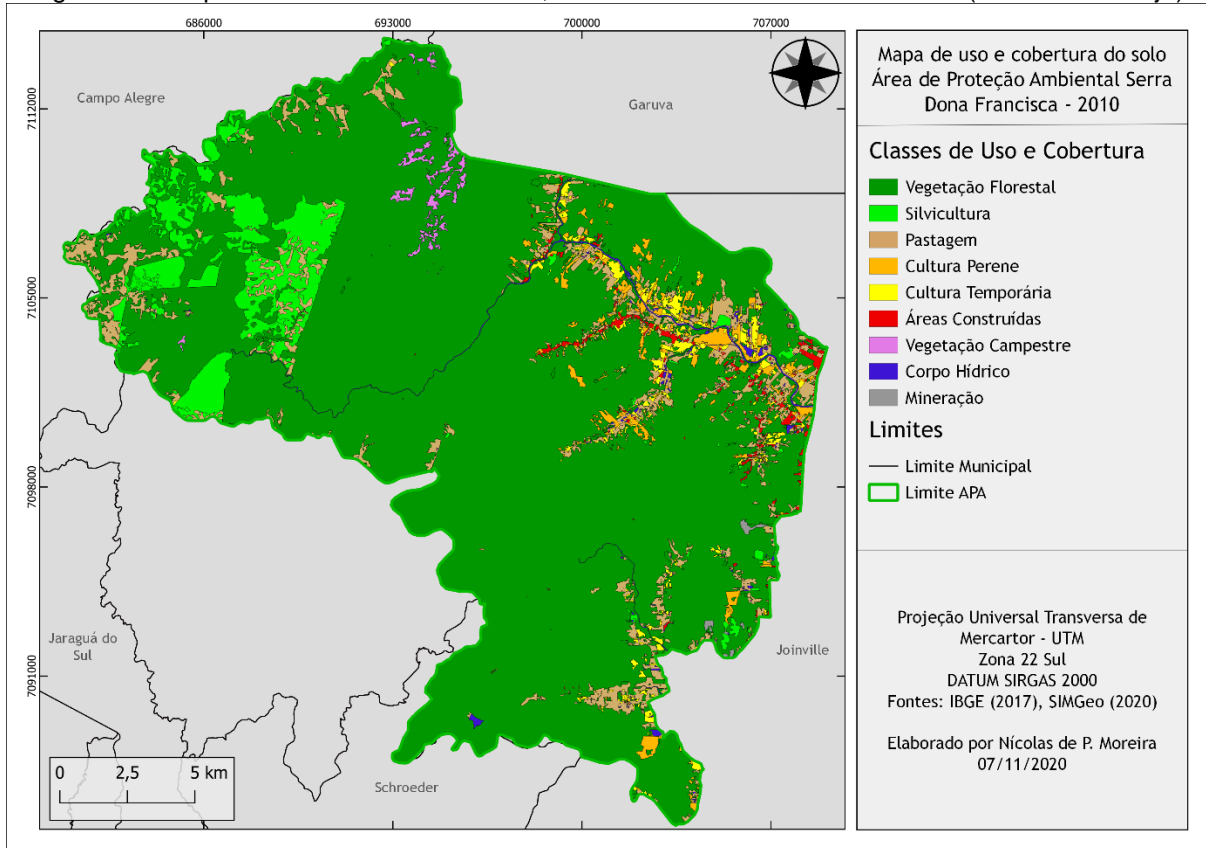 686000
693000
700000
707000
7112000
7105000
7098000
7091000
Campo Alegre
Garuva
Jaraguá do
Sul
Joinville
Schroeder
0 2,5 5 km
Mapa de uso e cobertura do solo
Área de Proteção Ambiental Serra
Dona Francisca - 2010
Classes de Uso e Cobertura
Vegetação Florestal
Silvicultura
Pastagem
Cultura Perene
Cultura Temporária
Áreas Construídas
Vegetação Campestre
Corpo Hídrico
Mineração
Limites
Limite Municipal
Limite APA
Projeção Universal Transversa de
Mercartor - UTM
Zona 22 Sul
DATUM SIRGAS 2000
Fontes: IBGE (2017), SIMGeo (2020)
Elaborado por Nícolas de P. Moreira
07/11/2020